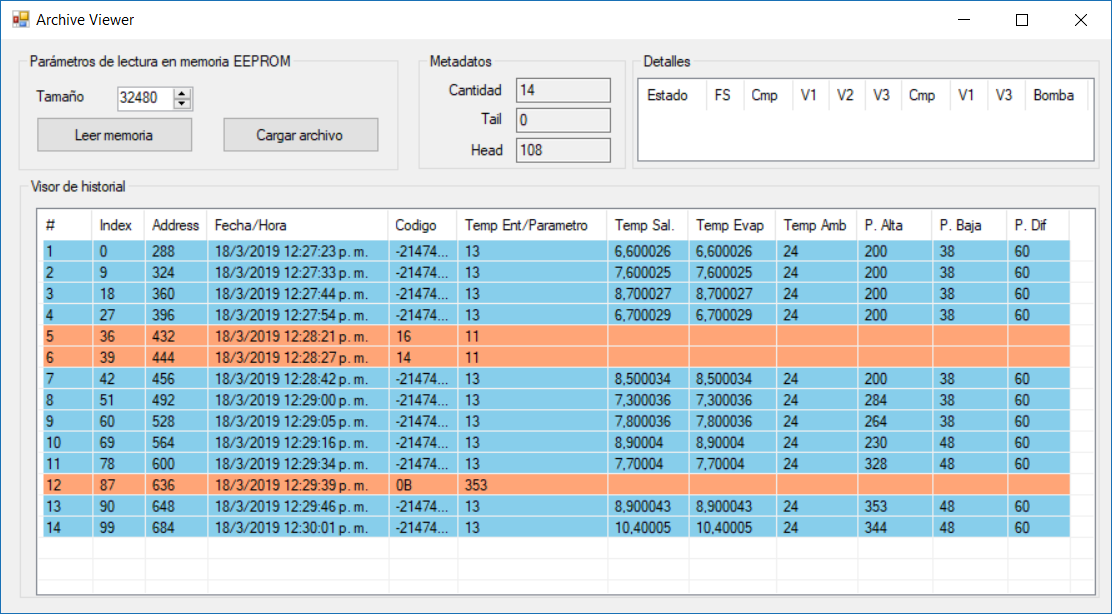 Archive Viewer
Parámetros de lectura en memoria EEPROM
Tamaño 32480
Leer memoria Cargar archivo
Metadatos
Cantidad 14
Tail 0
Head 108
Detalles
Estado FS Cmp V1 V2 V3 Cmp V1 V3 Bomba
Visor de historial
# Index Address Fecha/Hora Codigo Temp Ent/Parametro Temp Sal. Temp Evap Temp Amb P. Alta P. Baja P. Dif
1 0 288 18/3/2019 12:27:23 p. m. -21474... 13 6,600026 6,600026 24 200 38 60
2 9 324 18/3/2019 12:27:33 p. m. -21474... 13 7,600025 7,600025 24 200 38 60
3 18 360 18/3/2019 12:27:44 p. m. -21474... 13 8,700027 8,700027 24 200 38 60
4 27 396 18/3/2019 12:27:54 p. m. -21474... 13 6,700029 6,700029 24 200 38 60
5 36 432 18/3/2019 12:28:21 p. m. 16 11
6 39 444 18/3/2019 12:28:27 p. m. 14 11
7 42 456 18/3/2019 12:28:42 p. m. -21474... 13 8,500034 8,500034 24 200 38 60
8 51 492 18/3/2019 12:29:00 p. m. -21474... 13 7,300036 7,300036 24 284 38 60
9 60 528 18/3/2019 12:29:05 p. m. -21474... 13 7,800036 7,800036 24 264 38 60
10 69 564 18/3/2019 12:29:16 p. m. -21474... 13 8,90004 8,90004 24 230 48 60
11 78 600 18/3/2019 12:29:34 p. m. -21474... 13 7,70004 7,70004 24 328 48 60
12 87 636 18/3/2019 12:29:39 p. m. 0B 353
13 90 648 18/3/2019 12:29:46 p. m. -21474... 13 8,900043 8,900043 24 353 48 60
14 99 684 18/3/2019 12:30:01 p. m. -21474... 13 10,40005 10,40005 24 344 48 60